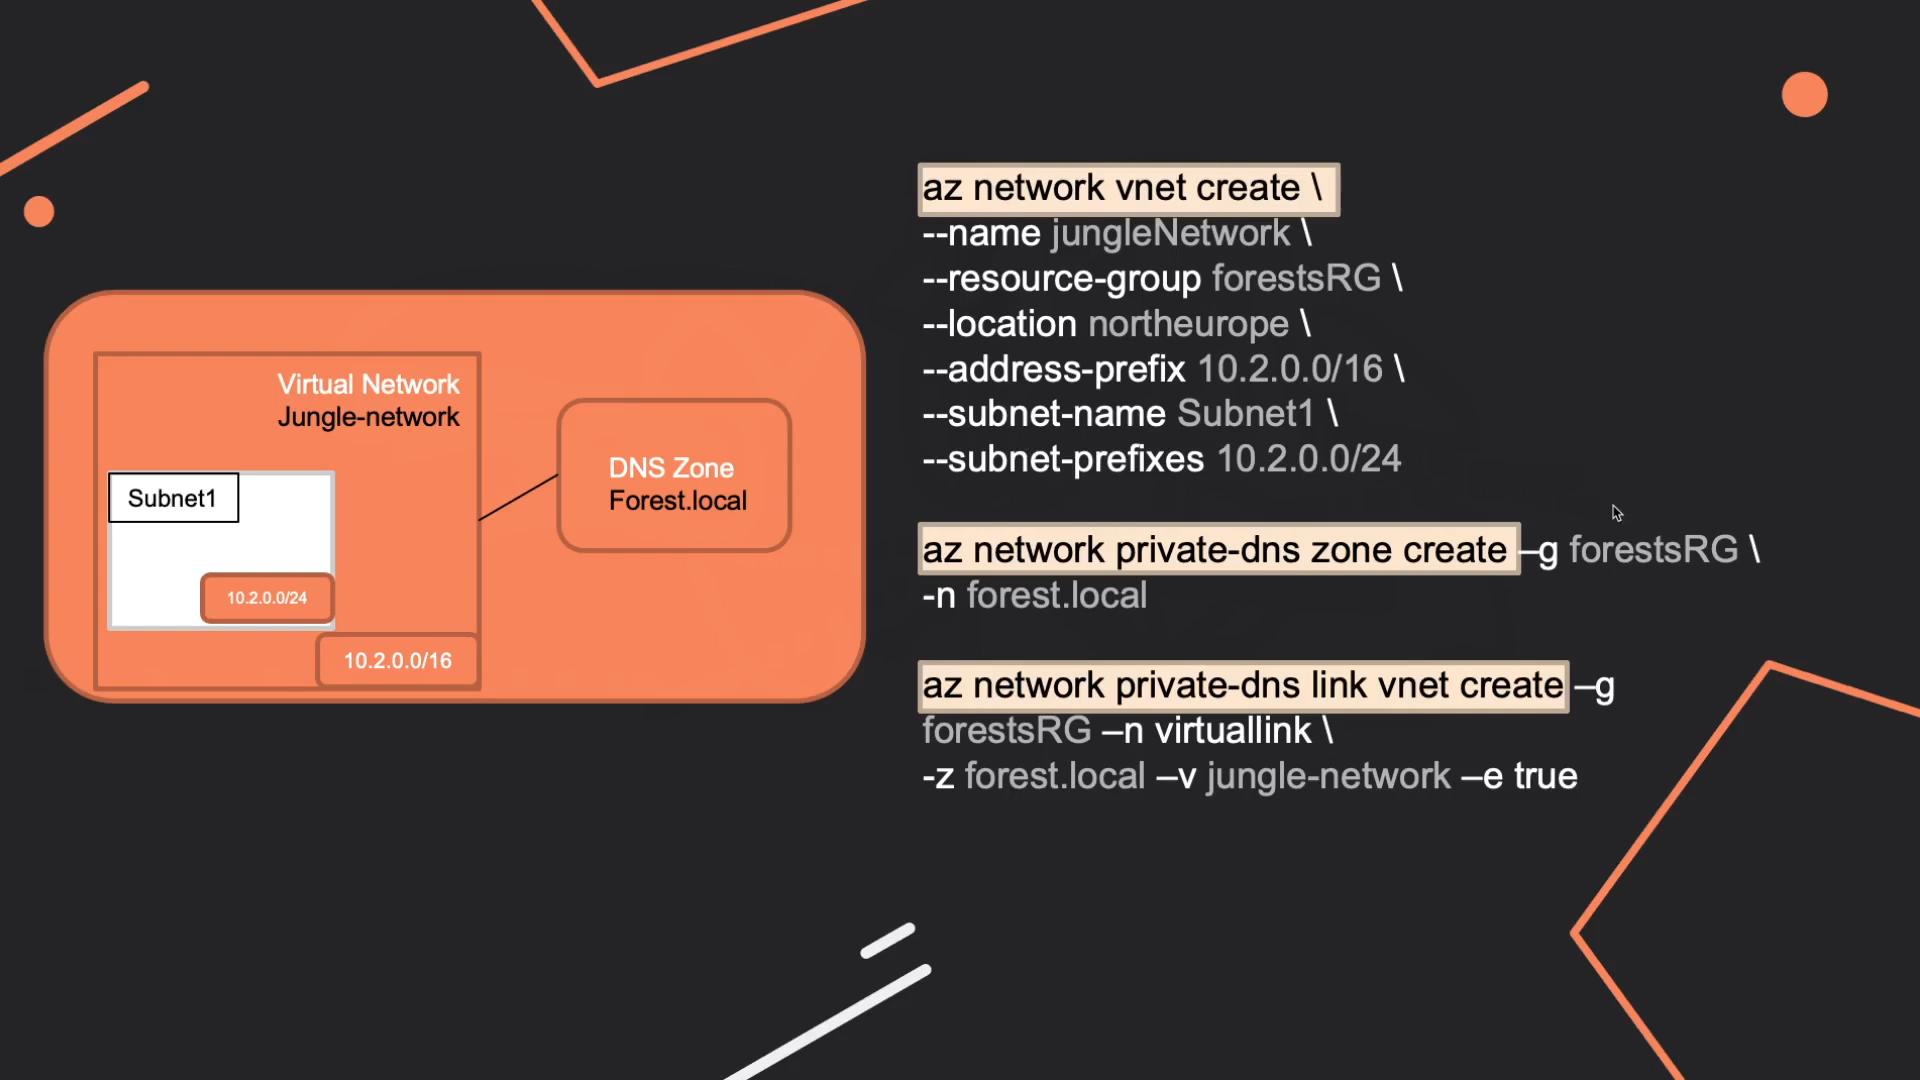 Virtual Network
Jungle-network
Subnet1
10.2.0.0/24
10.2.0.0/16
DNS Zone
Forest.local
az network vnet create \
--name jungleNetwork \
--resource-group forestsRG \
--location northeurope \
--address-prefix 10.2.0.0/16 \
--subnet-name Subnet1 \
--subnet-prefixes 10.2.0.0/24
az network private-dns zone create –g forestsRG \
-n forest.local
az network private-dns link vnet create –g
forestsRG –n virtuallink \
-z forest.local –v jungle-network –e true